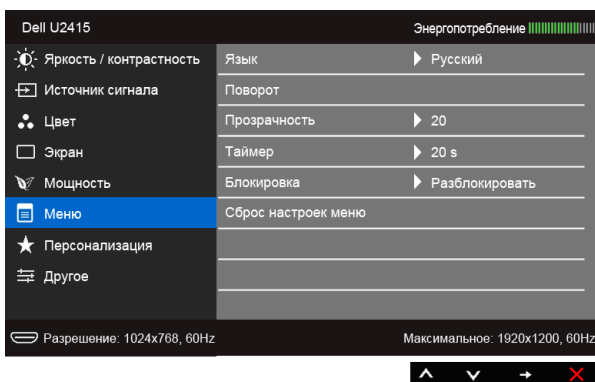 Dell U2415
Энергопотребление
Яркость / контрастность
Язык
Русский
Источник сигнала
Поворот
Цвет
Прозрачность
20
Экран
Таймер
20 s
Мощность
Блокировка
Разблокировать
Меню
Сброс настроек меню
Персонализация
Другое
Разрешение: 1024x768, 60Hz
Максимальное: 1920x1200, 60Hz